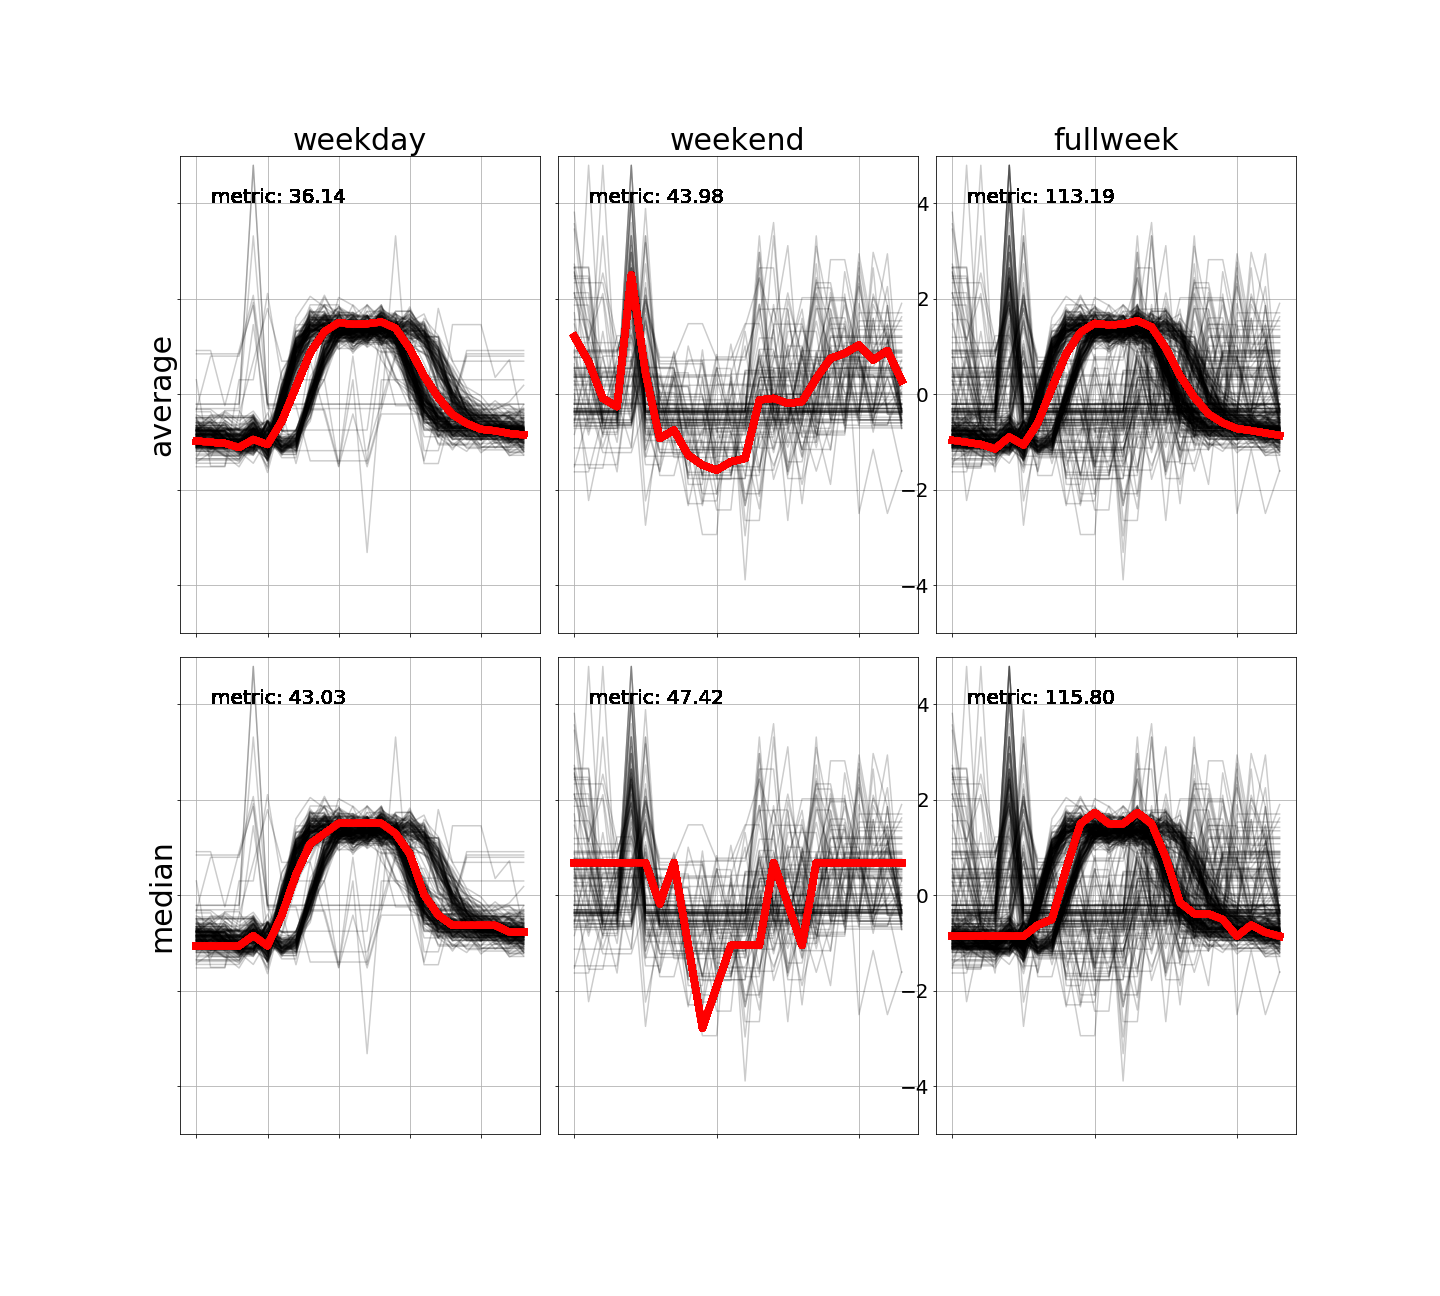 weekday
weekend
fullweek
average
metric: 36.14
metric: 43.98
metric: 113.19
4
2
0
−2
−4
median
metric: 43.03
metric: 47.42
metric: 115.80
4
2
0
−2
−4